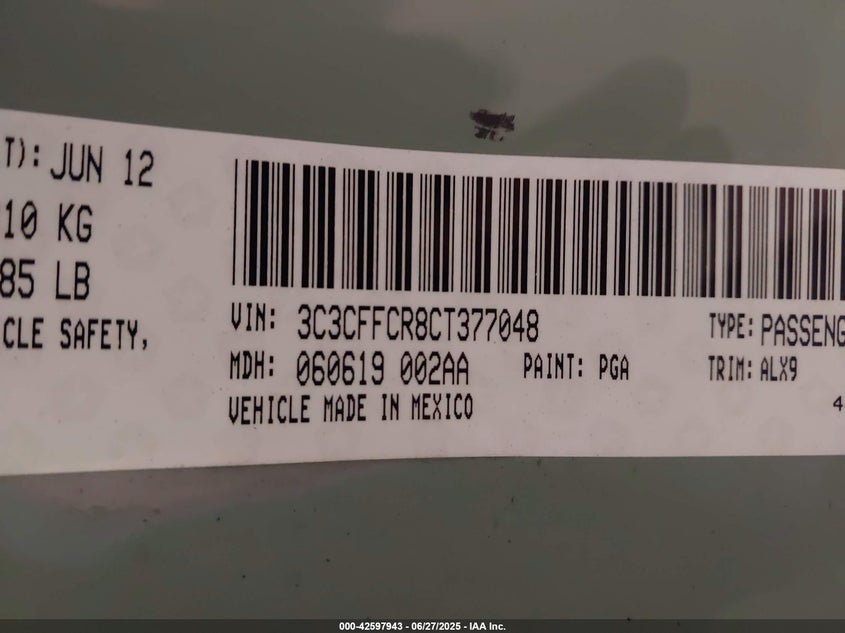 T): JUN 12
10 KG
85 LB
CLE SAFETY,
VIN: 3C3CFFCR8CT377048
TYPE: PASSENG
MDH: 060619 002AA
PAINT: PGA
TRIM: ALX9
VEHICLE MADE IN MEXICO
4
000-42597943 - 06/27/2025 - IAA Inc.